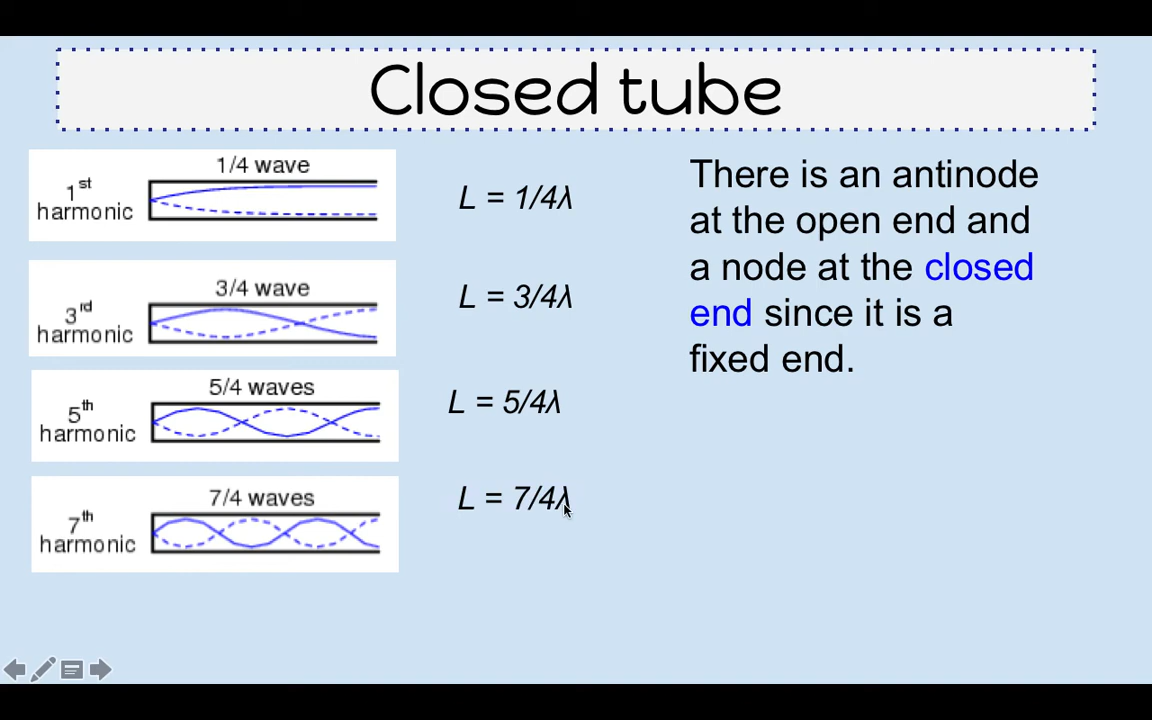 Closed tube
1/4 wave
1st
harmonic
L = 1/4λ
3/4 wave
3rd
harmonic
L = 3/4λ
5/4 waves
5th
harmonic
L = 5/4λ
7/4 waves
7th
harmonic
L = 7/4λ
There is an antinode
at the open end and
a node at the closed
end since it is a
fixed end.